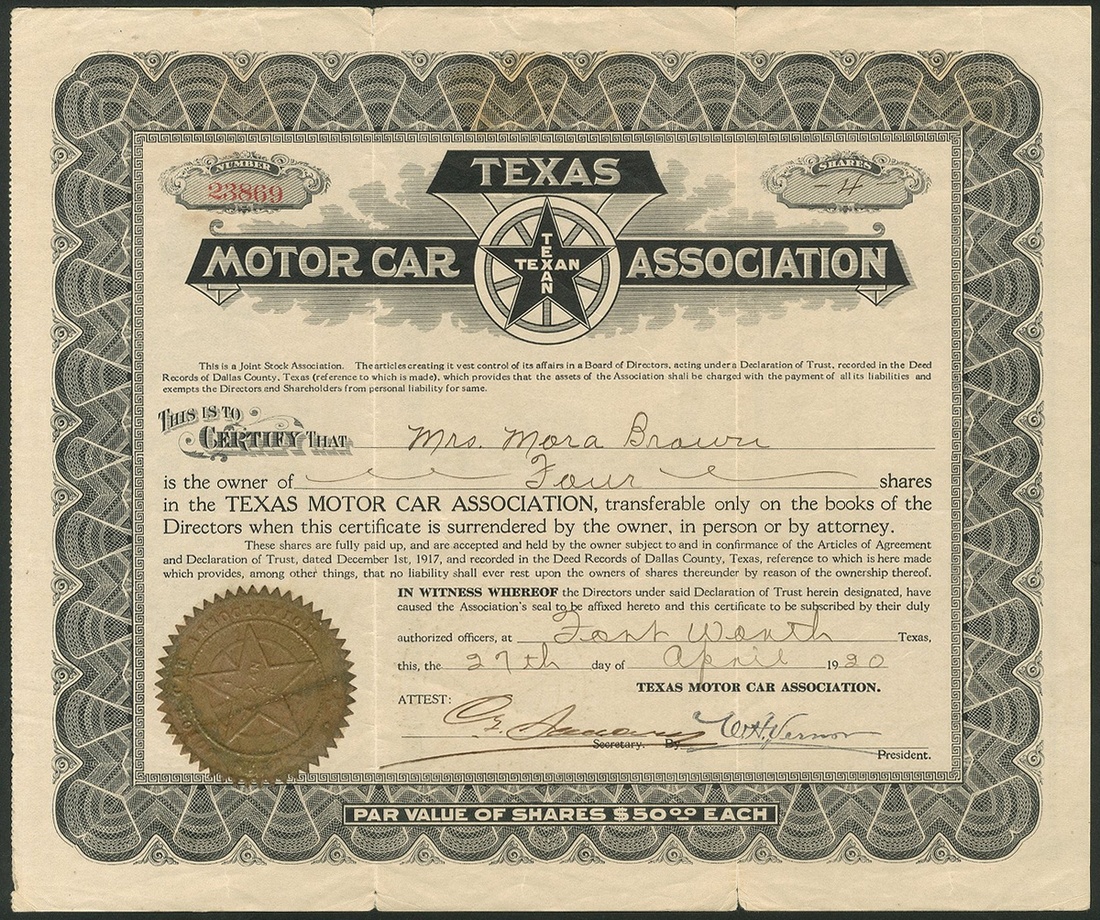 NUMBER
23869
SHARES
-4-
TEXAS
MOTOR CAR
TEXAN
TEXAN
ASSOCIATION
This is a Joint Stock Association. The articles creating it vest control of its affairs in a Board of Directors, acting under a Declaration of Trust, recorded in the Deed
Records of Dallas County, Texas (reference to which is made), which provides that the assets of the Association shall be charged with the payment of all its liabilities and
exempts the Directors and Shareholders from personal liability for same.
THIS IS TO
CERTIFY THAT Mrs. Mora Brown
is the owner of Four shares
in the TEXAS MOTOR CAR ASSOCIATION, transferable only on the books of the
Directors when this certificate is surrendered by the owner, in person or by attorney.
These shares are fully paid up, and are accepted and held by the owner subject to and in confirmance of the Articles of Agreement
and Declaration of Trust, dated December 1st, 1917, and recorded in the Deed Records of Dallas County, Texas, reference to which is here made
which provides, among other things, that no liability shall ever rest upon the owners of shares thereunder by reason of the ownership thereof.
IN WITNESS WHEREOF the Directors under said Declaration of Trust herein designated, have
caused the Association's seal to be affixed hereto and this certificate to be subscribed by their duly
authorized officers, at Fort Worth Texas,
this, the 27th day of April 1920
TEXAS MOTOR CAR ASSOCIATION.
ATTEST:
Secretary. By W.H. Vernor
President.
PAR VALUE OF SHARES $50.00 EACH